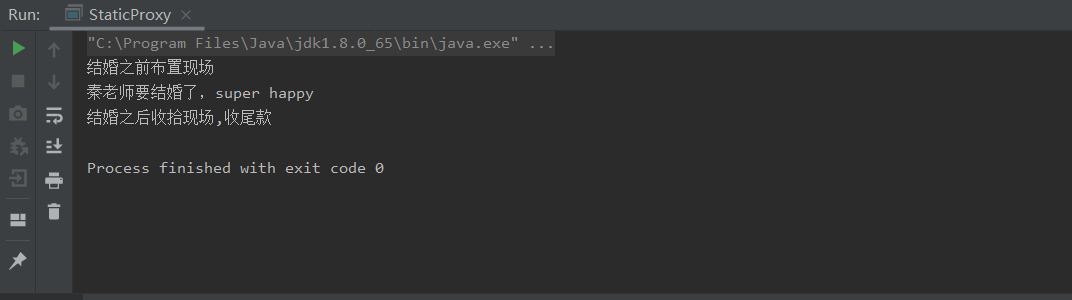 Run: StaticProxy
"C:\Program Files\Java\jdk1.8.0_65\bin\java.exe" ...
结婚之前布置现场
秦老师要结婚了，super happy
结婚之后收拾现场,收尾款
Process finished with exit code 0